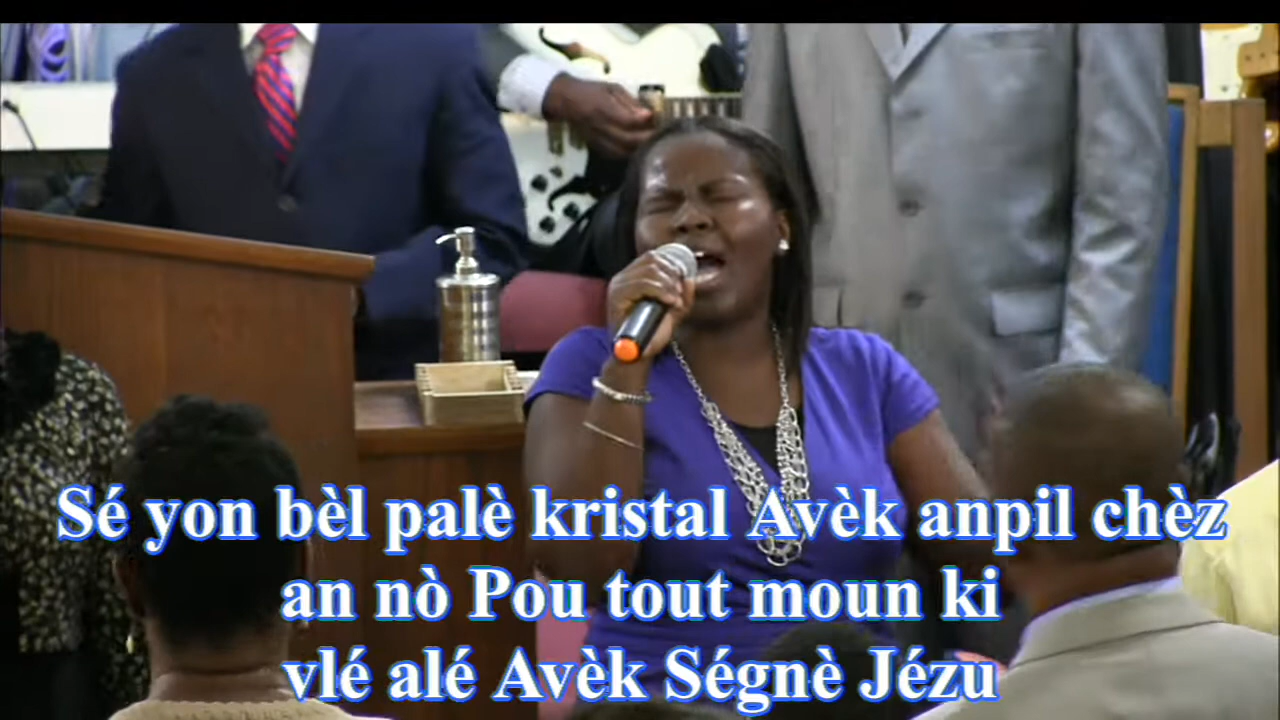 Sé yon bèl palè kristal Avèk anpil chèz
an nò Pou tout moun ki
vlé alé Avèk Ségnè Jézu